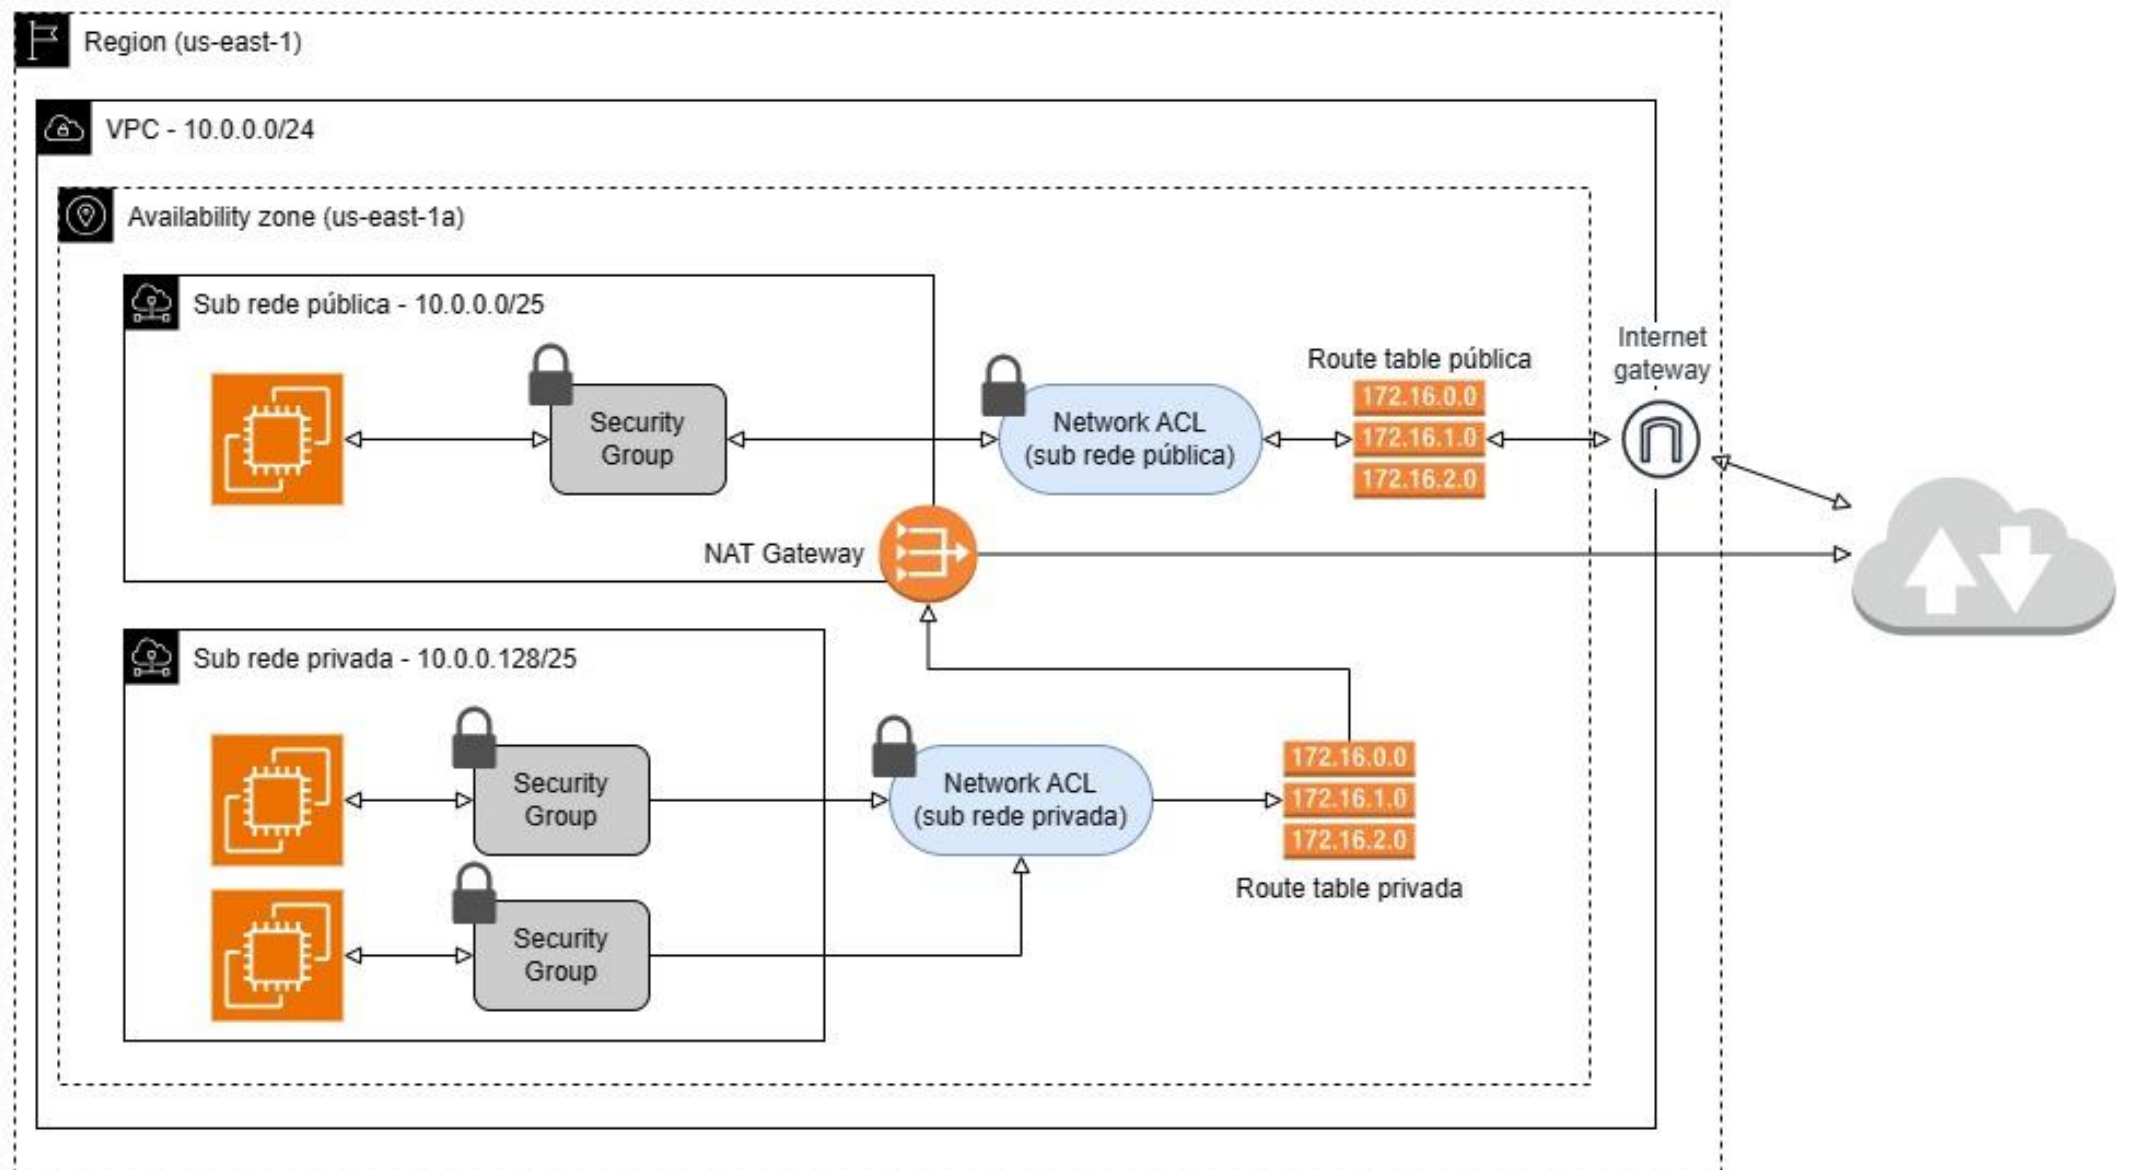 Region (us-east-1)
VPC - 10.0.0.0/24
Availability zone (us-east-1a)
Sub rede pública - 10.0.0.0/25
Security
Group
Network ACL
(sub rede pública)
Route table pública
172.16.0.0
172.16.1.0
172.16.2.0
Internet
gateway
NAT Gateway
Sub rede privada - 10.0.0.128/25
Security
Group
Network ACL
(sub rede privada)
172.16.0.0
172.16.1.0
172.16.2.0
Route table privada
Security
Group